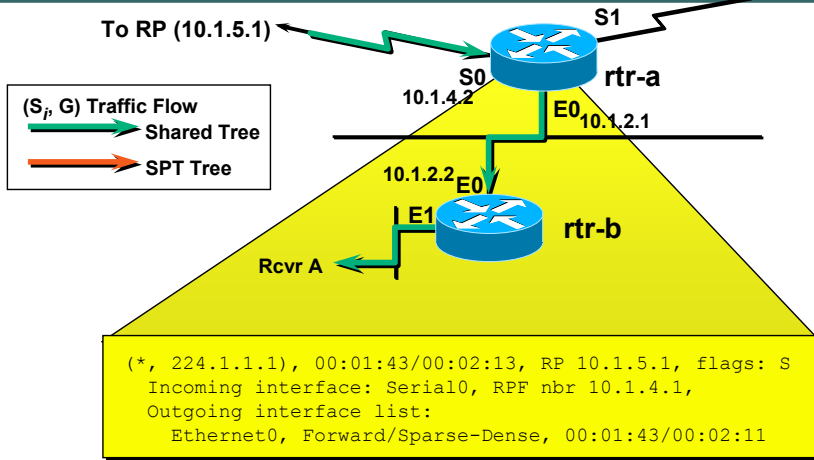 S1
To RP (10.1.5.1)
S0
rtr-a
10.1.4.2
E0
10.1.2.1
(Si, G) Traffic Flow
Shared Tree
SPT Tree
10.1.2.2
E0
E1
rtr-b
Rcvr A
(*, 224.1.1.1), 00:01:43/00:02:13, RP 10.1.5.1, flags: S
Incoming interface: Serial0, RPF nbr 10.1.4.1,
Outgoing interface list:
Ethernet0, Forward/Sparse-Dense, 00:01:43/00:02:11